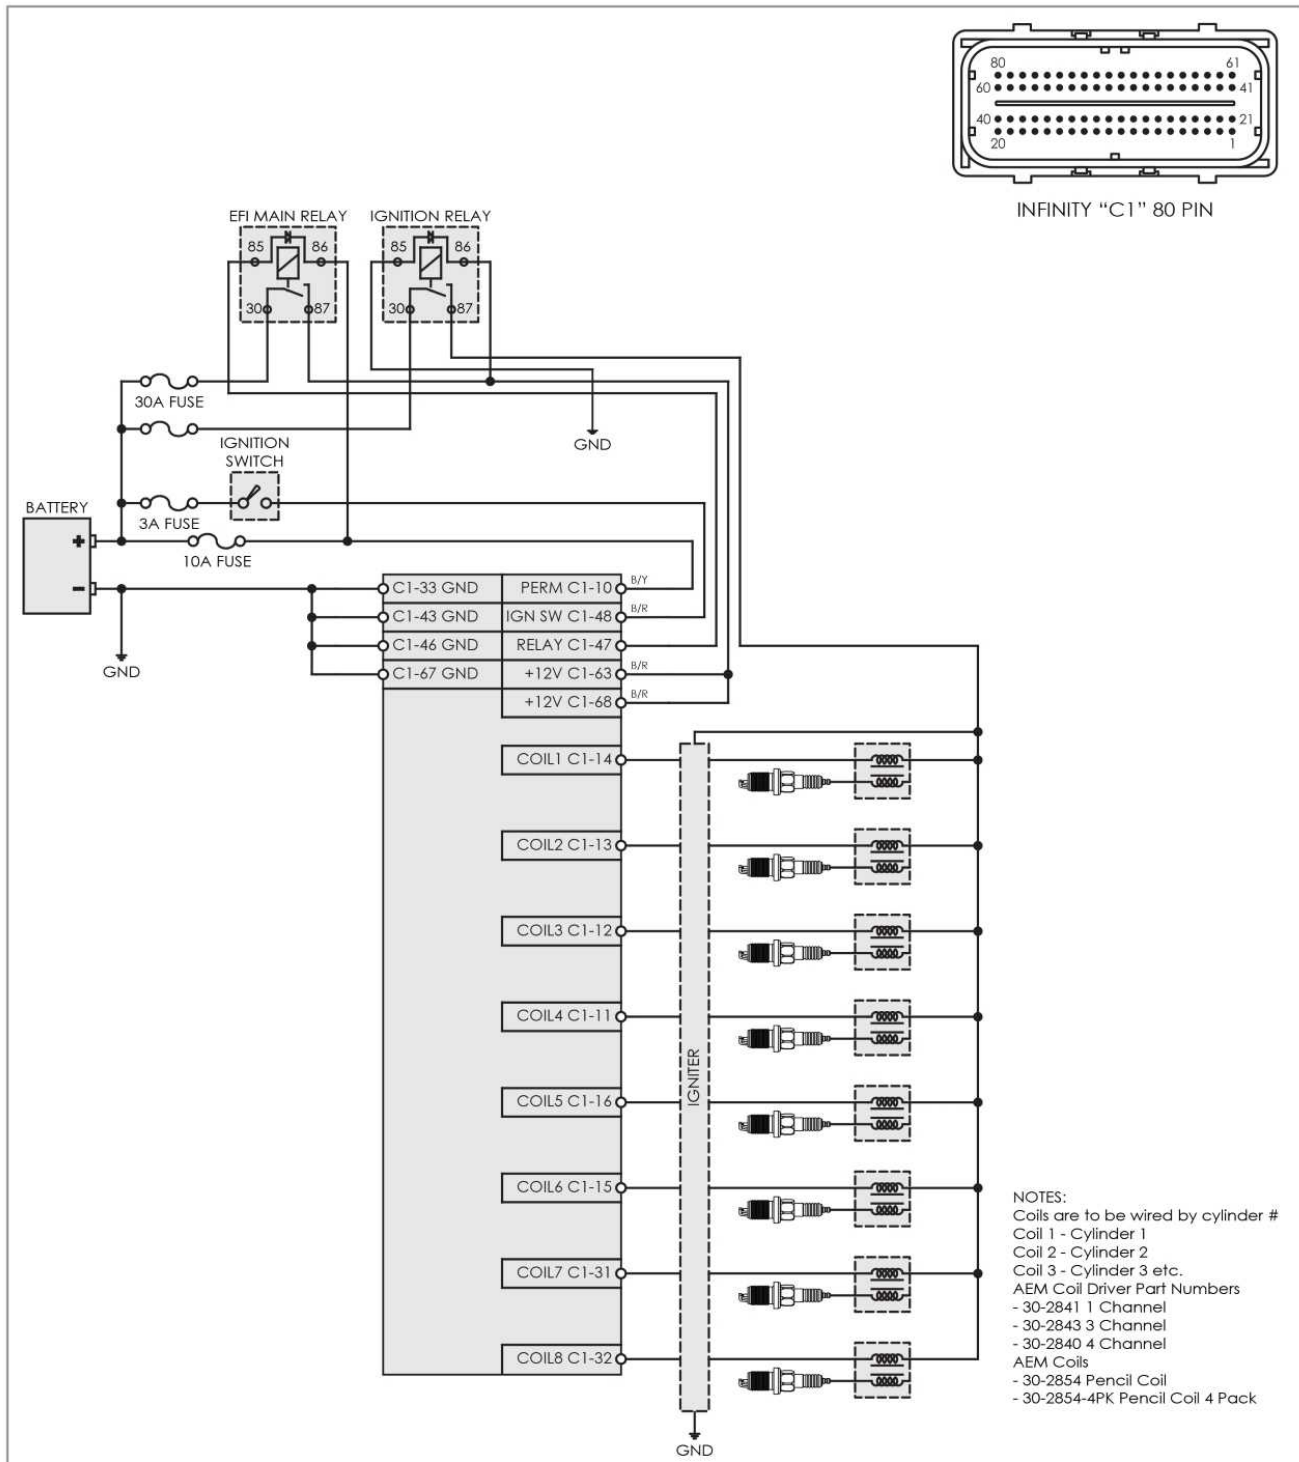 80
61
60
41
40
21
20
1
INFINITY “C1” 80 PIN
EFI MAIN RELAY
IGNITION RELAY
85
86
85
86
30
87
30
87
30A FUSE
GND
IGNITION
SWITCH
BATTERY
3A FUSE
+
10A FUSE
-
GND
C1-33 GND
PERM C1-10
B/Y
C1-43 GND
IGN SW C1-48
B/R
C1-46 GND
RELAY C1-47
C1-67 GND
+12V C1-63
B/R
+12V C1-68
B/R
COIL1 C1-14
COIL2 C1-13
COIL3 C1-12
COIL4 C1-11
IGNITER
COIL5 C1-16
COIL6 C1-15
COIL7 C1-31
COIL8 C1-32
GND
NOTES:
Coils are to be wired by cylinder #
Coil 1 - Cylinder 1
Coil 2 - Cylinder 2
Coil 3 - Cylinder 3 etc.
AEM Coil Driver Part Numbers
- 30-2841 1 Channel
- 30-2843 3 Channel
- 30-2840 4 Channel
AEM Coils
- 30-2854 Pencil Coil
- 30-2854-4PK Pencil Coil 4 Pack